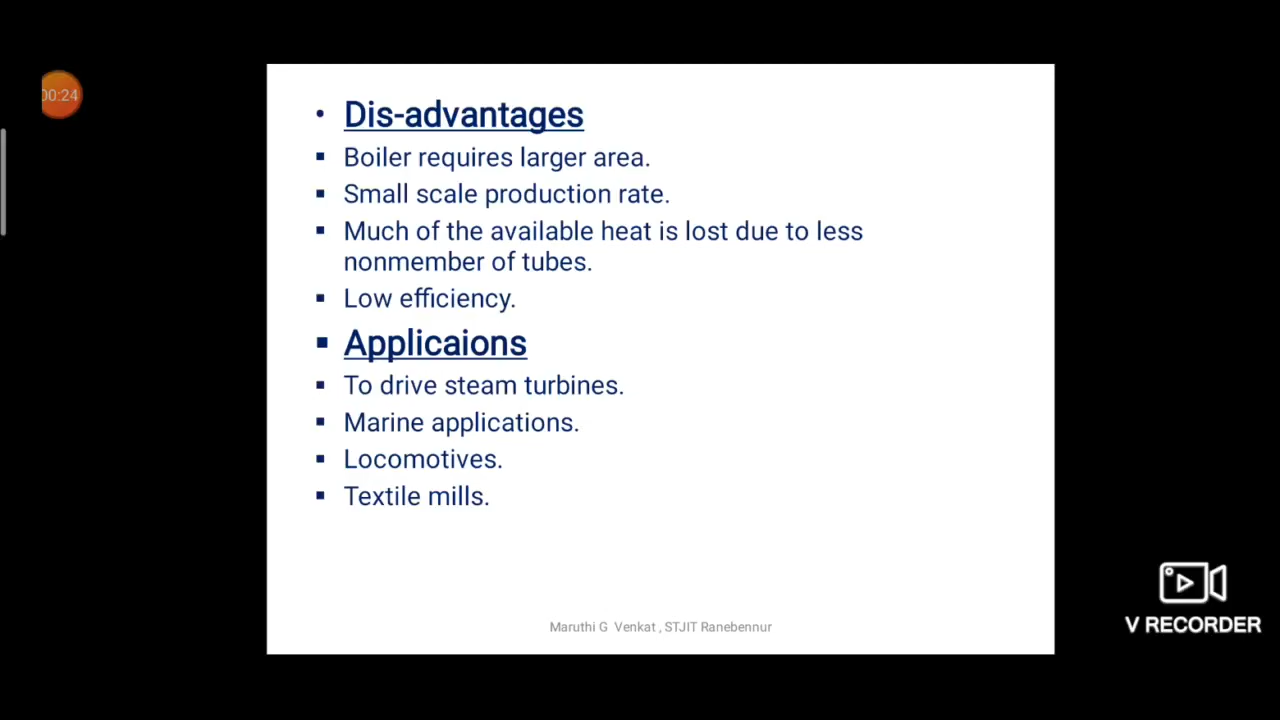 00:24
• Dis-advantages
▪ Boiler requires larger area.
▪ Small scale production rate.
▪ Much of the available heat is lost due to less
nonmember of tubes.
▪ Low efficiency.
▪ Applicaions
▪ To drive steam turbines.
▪ Marine applications.
▪ Locomotives.
▪ Textile mills.
Maruthi G Venkat , STJIT Ranebennur
V RECORDER